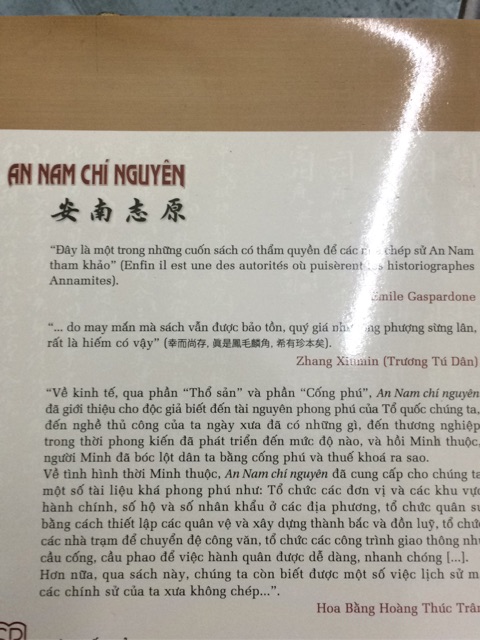 AN NAM CHÍ NGUYÊN
安南志原
“Đây là một trong những cuốn sách có thẩm quyền để các chép sử An Nam
tham khảo” (Enfin il est une des autorités où puisèrent historiographes
Annamites).
Emile Gaspardone
“... do may mắn mà sách vẫn được bảo tồn, quý giá như lông phượng sừng lân,
rất là hiếm có vậy” (幸而尚存, 眞是鳳毛麟角, 希有珍本矣).
Zhang Xiumin (Trương Tú Dân)
“Về kinh tế, qua phần “Thổ sản” và phần “Cống phú”, An Nam chí nguyên
đã giới thiệu cho độc giả biết đến tài nguyên phong phú của Tổ quốc chúng ta,
đến nghề thủ công của ta ngày xưa đã có những gì, đến thương nghiệp
trong thời phong kiến đã phát triển đến mức độ nào, và hồi Minh thuộc,
người Minh đã bóc lột dân ta bằng cống phú và thuế khoá ra sao.
Về tình hình thời Minh thuộc, An Nam chí nguyên đã cung cấp cho chúng ta
một số tài liệu khá phong phú như: Tổ chức các đơn vị và các khu vực
hành chính, số hộ và số nhân khẩu ở các địa phương, tổ chức quân sự
bằng cách thiết lập các quân vệ và xây dựng thành bắc và đồn luỹ, tổ chức
các nhà trạm để chuyển đệ công văn, tổ chức các công trình giao thông như
cầu cống, cầu phao để việc hành quân được dễ dàng, nhanh chóng [...].
Hơn nữa, qua sách này, chúng ta còn biết được một số việc lịch sử m
các chính sử của ta xưa không chép...”.
Hoa Bằng Hoàng Thúc Trâm